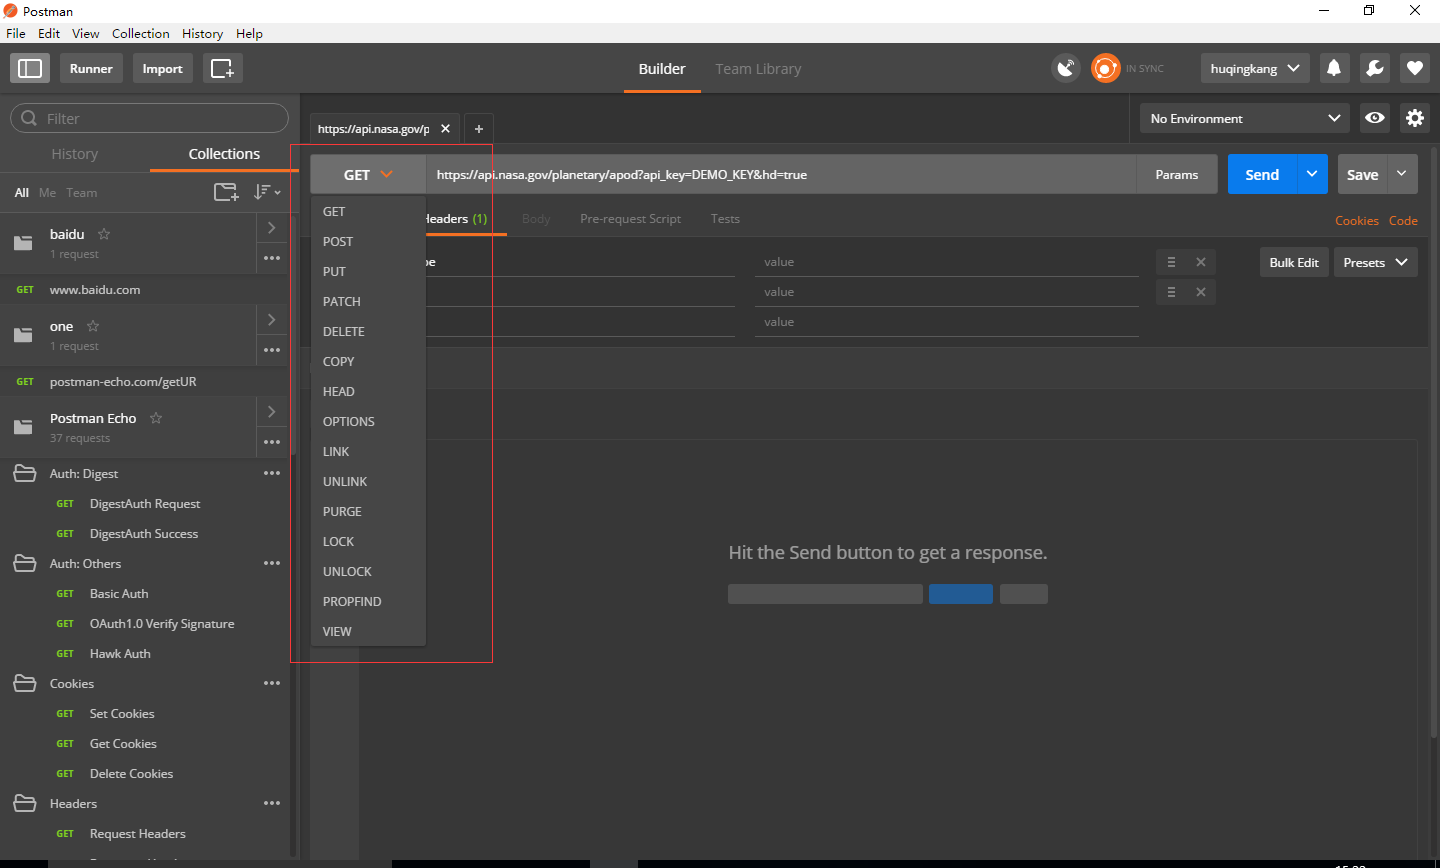 Postman
File Edit View Collection History Help
Runner Import Builder Team Library IN SYNC huqingkang
Filter
History Collections
All Me Team
baidu
1 request
GET www.baidu.com
one
1 request
GET postman-echo.com/getUR
Postman Echo
37 requests
Auth: Digest
GET DigestAuth Request
GET DigestAuth Success
Auth: Others
GET Basic Auth
GET OAuth1.0 Verify Signature
GET Hawk Auth
Cookies
GET Set Cookies
GET Get Cookies
GET Delete Cookies
Headers
GET Request Headers
https://api.nasa.gov/p
No Environment
GET https://api.nasa.gov/planetary/apod?api_key=DEMO_KEY&hd=true Params Send Save
Headers (1) Body Pre-request Script Tests Cookies Code
value Bulk Edit Presets
value
value
GET
POST
PUT
PATCH
DELETE
COPY
HEAD
OPTIONS
LINK
UNLINK
PURGE
LOCK
UNLOCK
PROPFIND
VIEW
Hit the Send button to get a response.